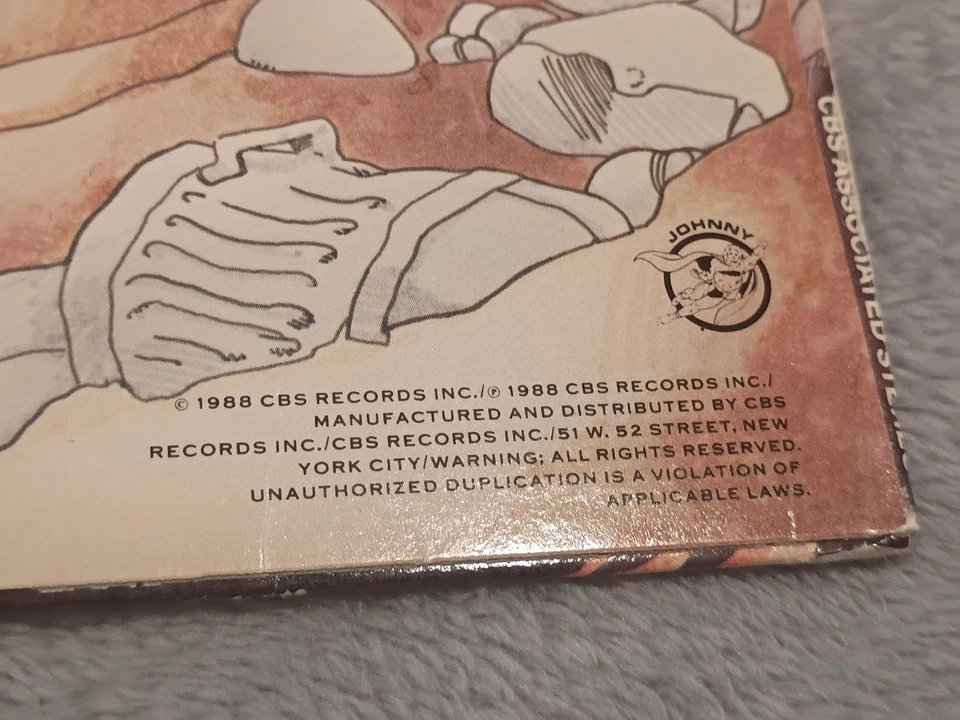 JOHNNY
© 1988 CBS RECORDS INC./℗ 1988 CBS RECORDS INC./
MANUFACTURED AND DISTRIBUTED BY CBS
RECORDS INC./CBS RECORDS INC./51 W. 52 STREET, NEW
YORK CITY/WARNING: ALL RIGHTS RESERVED.
UNAUTHORIZED DUPLICATION IS A VIOLATION OF
APPLICABLE LAWS.
CBS ASSOCIATED